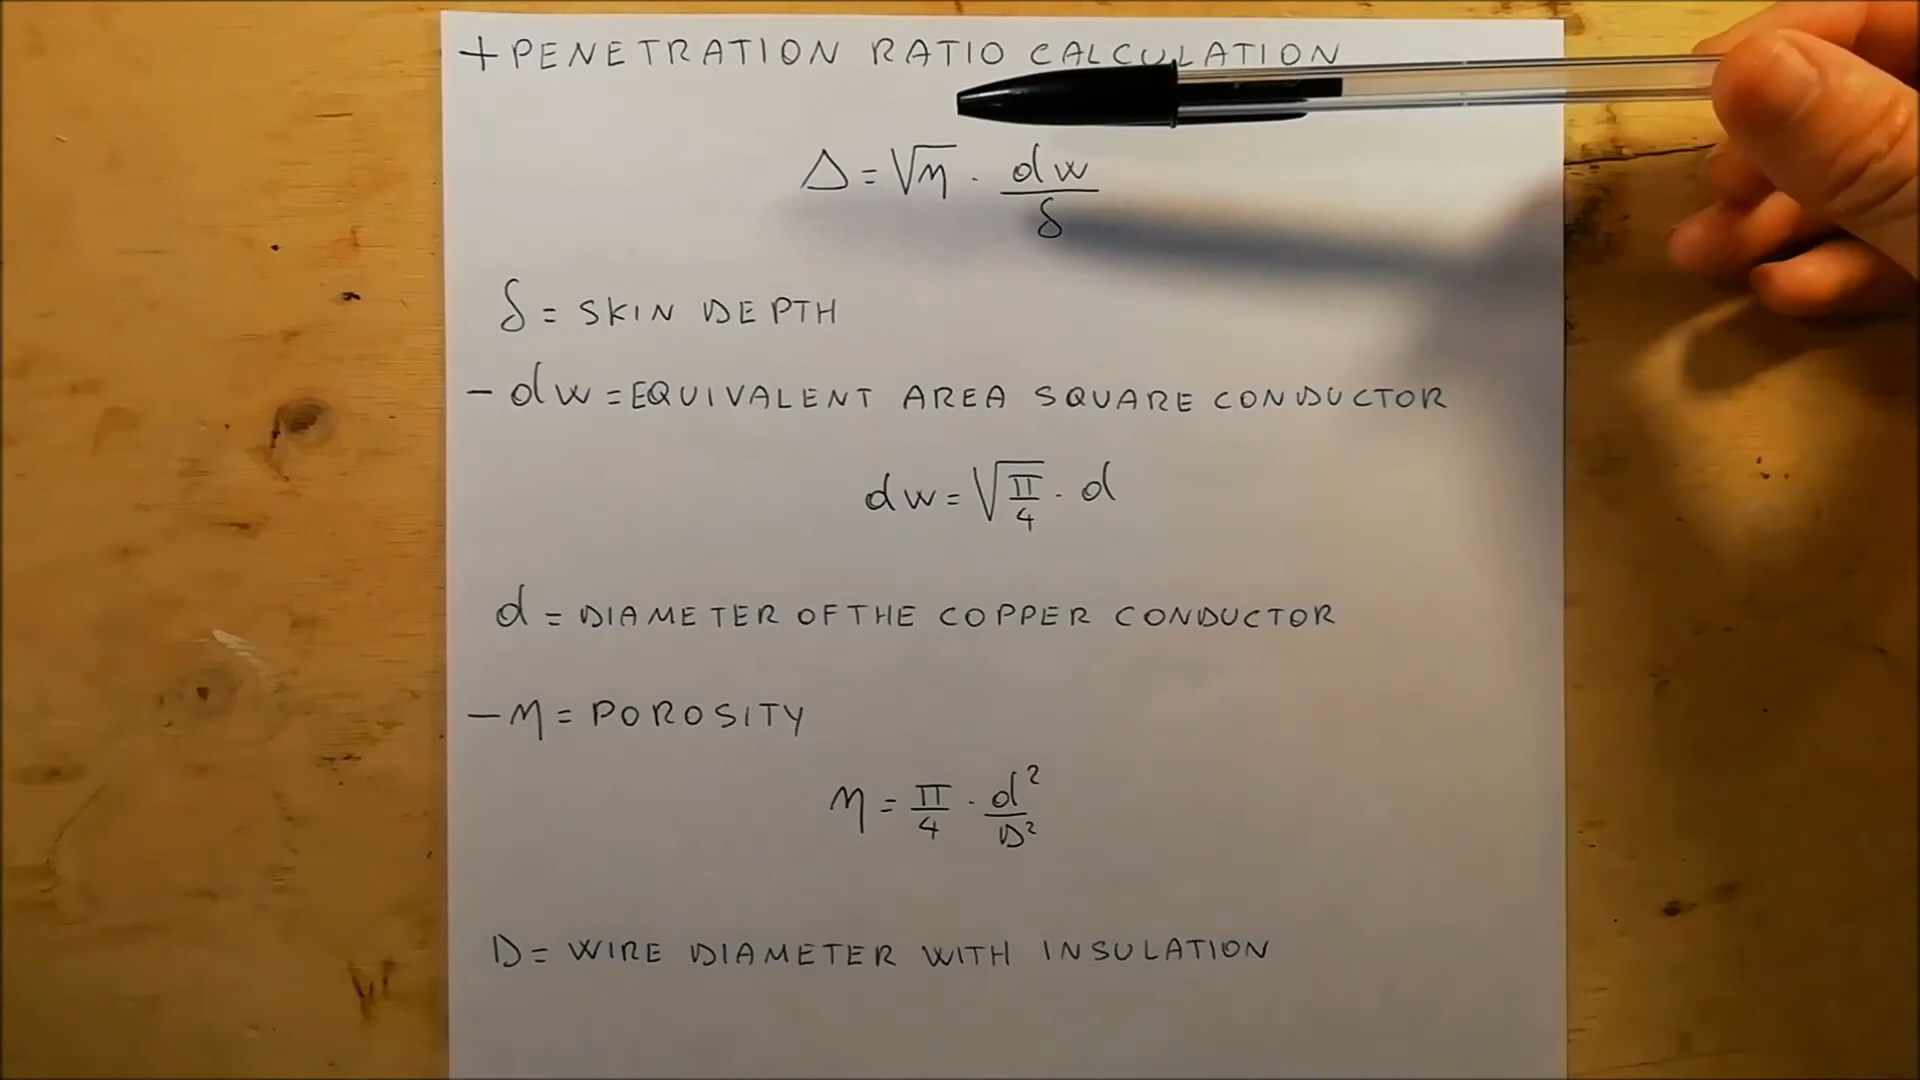 + PENETRATION RATIO CALCULATION
Δ = √η · dw/δ
δ = SKIN DEPTH
- dw = EQUIVALENT AREA SQUARE CONDUCTOR
dw = √(π/4) · d
d = DIAMETER OF THE COPPER CONDUCTOR
- η = POROSITY
η = π/4 · d²/D²
D = WIRE DIAMETER WITH INSULATION